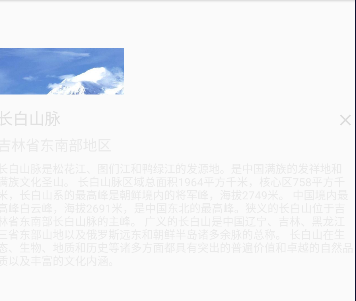 长白山脉
吉林省东南部地区
长白山脉是松花江、图们江和鸭绿江的发源地。是中国满族的发祥地和
满族文化圣山。 长白山脉区域总面积1964平方千米，核心区758平方千
米，长白山系的最高峰是朝鲜境内的将军峰，海拔2749米。 中国境内最
高峰白云峰，海拔2691米，是中国东北的最高峰。狭义的长白山位于吉
林省东南部长白山脉的主峰。广义的长白山是中国辽宁、吉林、黑龙江
三省东部山地以及俄罗斯远东和朝鲜半岛诸多余脉的总称。 长白山在生
态、生物、地质和历史等诸多方面都具有突出的普遍价值和卓越的自然品
质以及丰富的文化内涵。